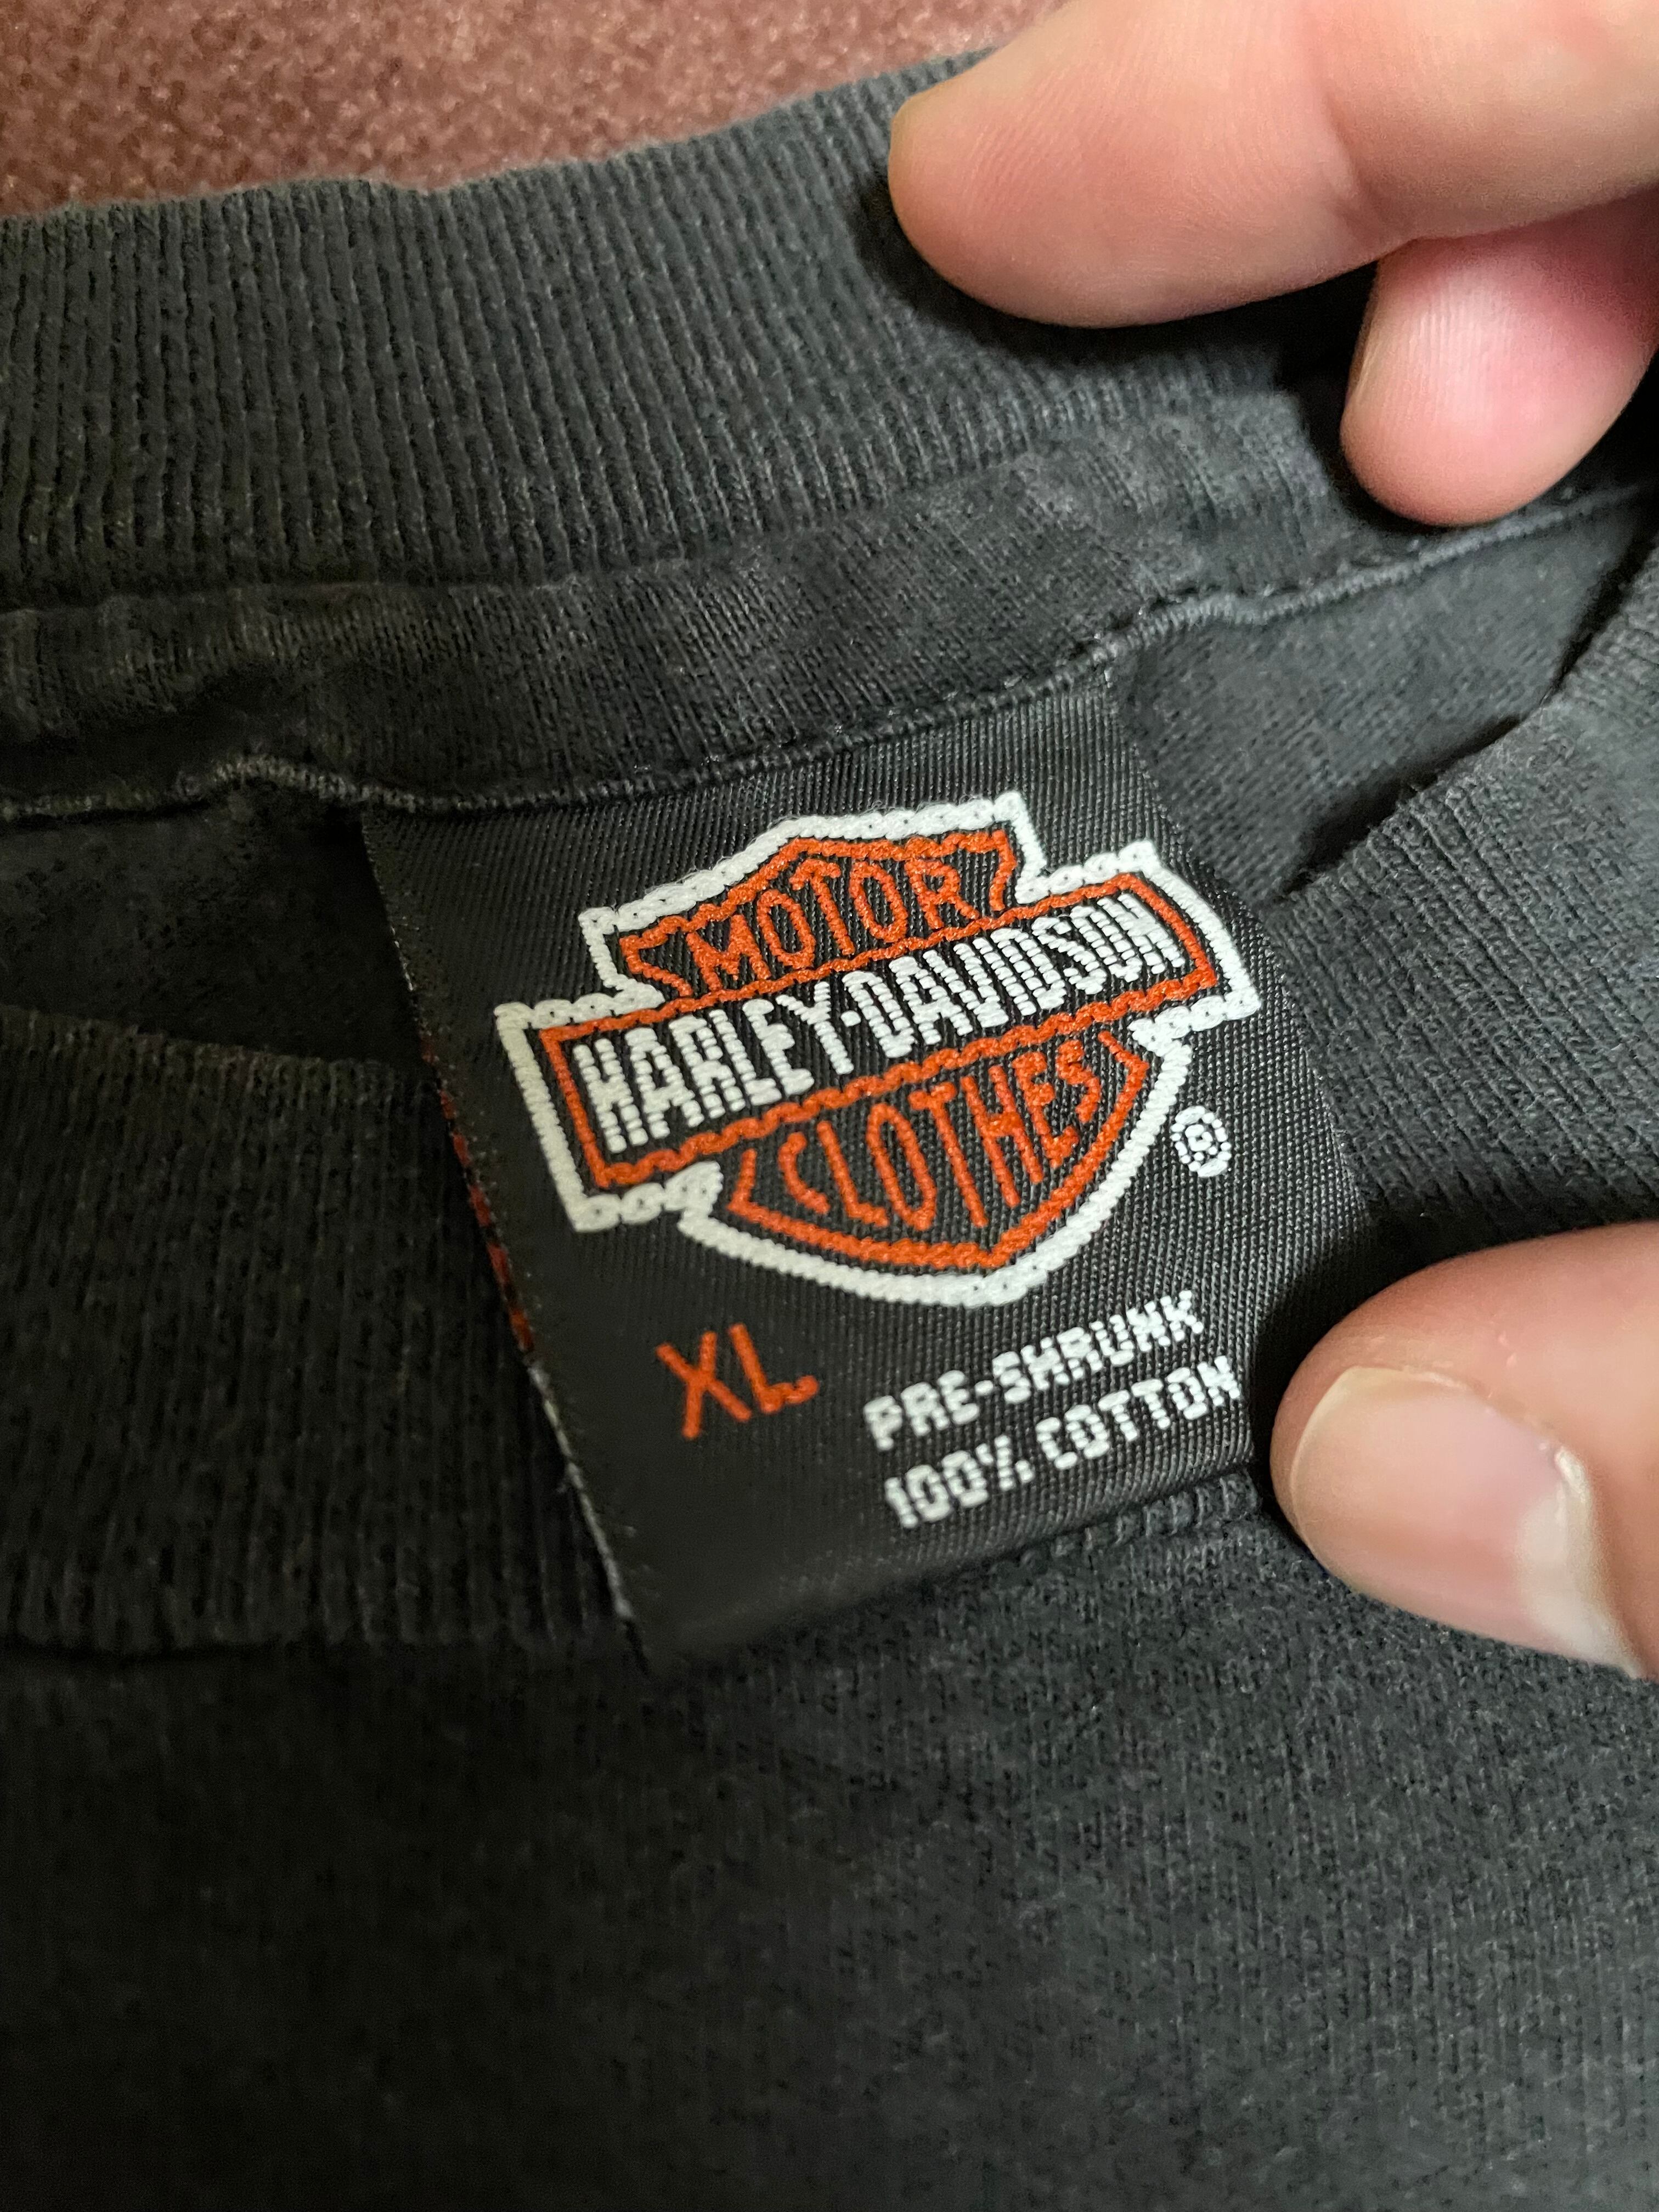 MOTOR
HARLEY-DAVIDSON
CLOTHES
®
XL
PRE-SHRUNK
100% COTTON